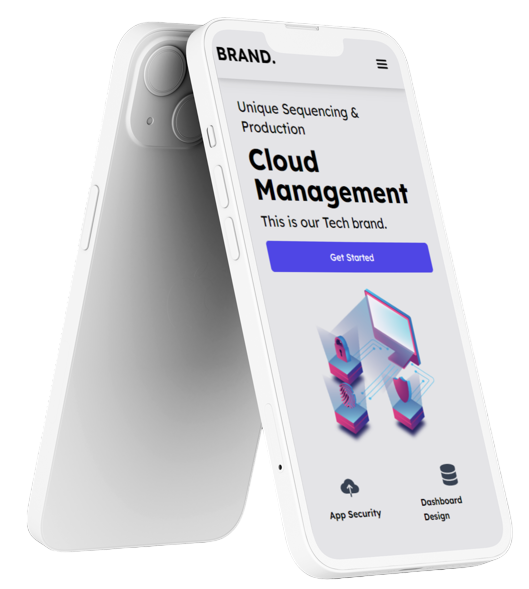 BRAND.
Unique Sequencing &
Production
Cloud
Management
This is our Tech brand.
Get Started
App Security
Dashboard
Design